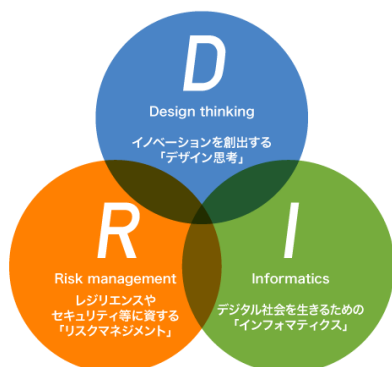 D
Design thinking
イノベーションを創出する
「デザイン思考」
R
Risk management
レジリエンスや
セキュリティ等に資する
「リスクマネジメント」
I
Informatics
デジタル社会を生きるための
「インフォマティクス」